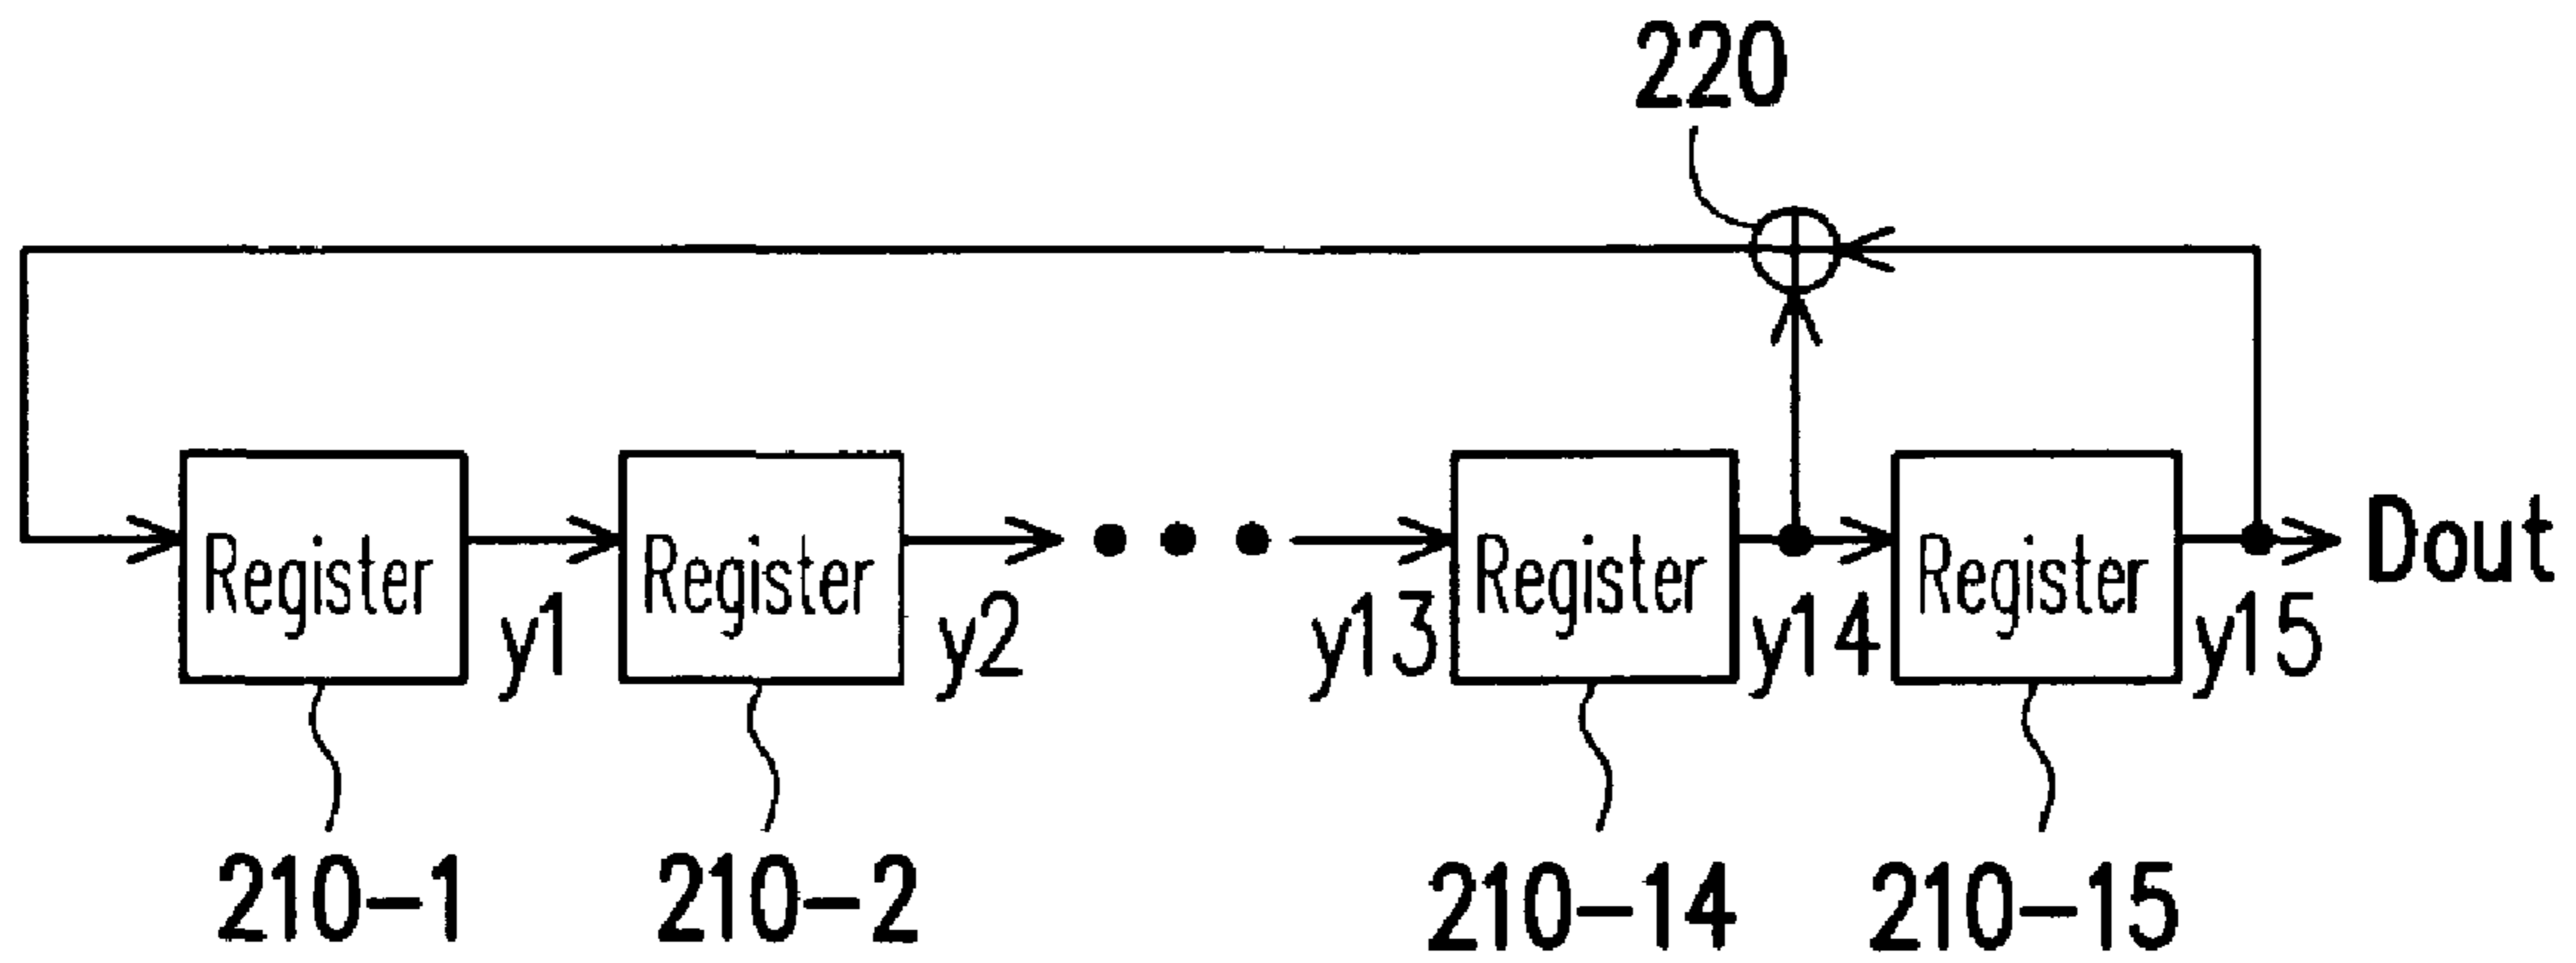 220
Register
Register
Register
Register
Dout
y1
y2
y13
y14
y15
210-1
210-2
210-14
210-15